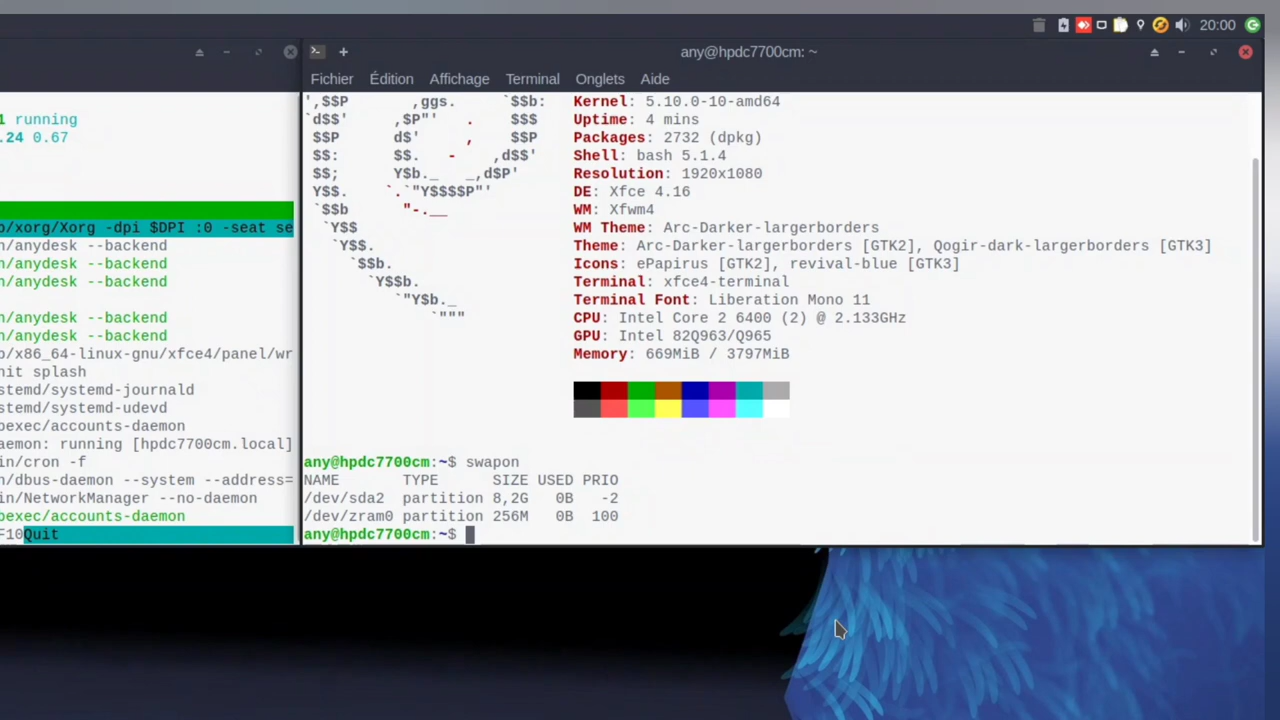 20:00
any@hpdc7700cm: ~
Fichier Édition Affichage Terminal Onglets Aide
1 running
.24 0.67
o/xorg/Xorg -dpi $DPI :0 -seat se
n/anydesk --backend
n/anydesk --backend
n/anydesk --backend
n/anydesk --backend
n/anydesk --backend
o/x86_64-linux-gnu/xfce4/panel/wr
nit splash
stemd/systemd-journald
stemd/systemd-udevd
bexec/accounts-daemon
aemon: running [hpdc7700cm.local]
in/cron -f
n/dbus-daemon --system --address=
in/NetworkManager --no-daemon
bexec/accounts-daemon
F10Quit
',$$P ,ggs. `$$b: Kernel: 5.10.0-10-amd64
`d$$' ,$P"' . $$$ Uptime: 4 mins
$$P d$' , $$P Packages: 2732 (dpkg)
$$: $$. - ,d$$' Shell: bash 5.1.4
$$; Y$b._ _,d$P' Resolution: 1920x1080
Y$$. `.`"Y$$$$P"' DE: Xfce 4.16
`$$b "-.__ WM: Xfwm4
`Y$$ WM Theme: Arc-Darker-largerborders
`Y$$. Theme: Arc-Darker-largerborders [GTK2], Qogir-dark-largerborders [GTK3]
`$$b. Icons: ePapirus [GTK2], revival-blue [GTK3]
`Y$$b. Terminal: xfce4-terminal
`"Y$b._ Terminal Font: Liberation Mono 11
`""" CPU: Intel Core 2 6400 (2) @ 2.133GHz
GPU: Intel 82Q963/Q965
Memory: 669MiB / 3797MiB
any@hpdc7700cm:~$ swapon
NAME TYPE SIZE USED PRIO
/dev/sda2 partition 8,2G 0B -2
/dev/zram0 partition 256M 0B 100
any@hpdc7700cm:~$